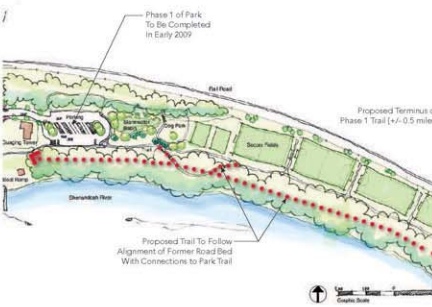 Phase 1 of Park
To Be Completed
In Early 2009
Rail Road
Proposed Terminus
Phase 1 Trail (+/- 0.5 mile
Parking
Dog Park
Soccer Fields
Boat Ramp
Shenandoah River
Proposed Trail To Follow
Alignment of Former Road Bed
With Connections to Park Trail
Graphic Scale